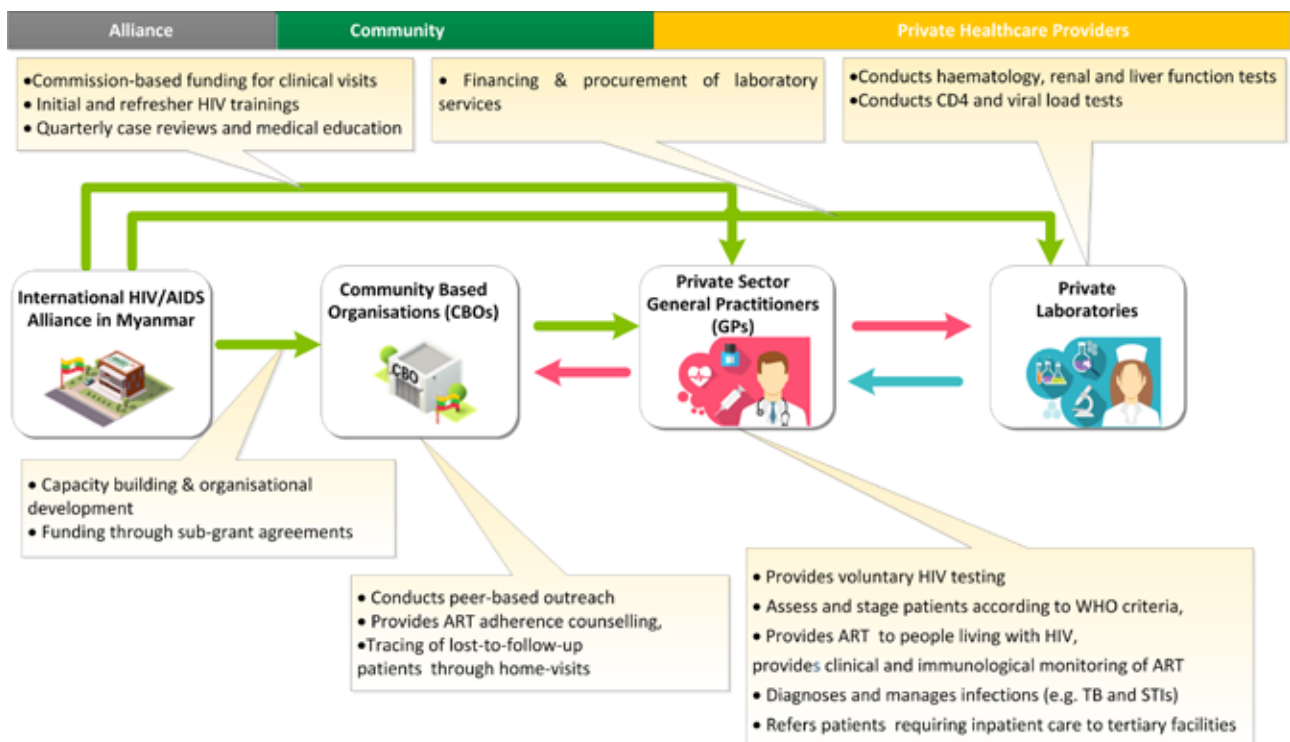 Alliance
Community
Private Healthcare Providers
•Commission-based funding for clinical visits
• Initial and refresher HIV trainings
• Quarterly case reviews and medical education
• Financing & procurement of laboratory
services
•Conducts haematology, renal and liver function tests
•Conducts CD4 and viral load tests
International HIV/AIDS
Alliance in Myanmar
Community Based
Organisations (CBOs)
CBO
Private Sector
General Practitioners
(GPs)
Private
Laboratories
• Capacity building & organisational
development
• Funding through sub-grant agreements
• Conducts peer-based outreach
• Provides ART adherence counselling,
•Tracing of lost-to-follow-up
patients through home-visits
• Provides voluntary HIV testing
• Assess and stage patients according to WHO criteria,
• Provides ART to people living with HIV,
provides clinical and immunological monitoring of ART
• Diagnoses and manages infections (e.g. TB and STIs)
• Refers patients requiring inpatient care to tertiary facilities